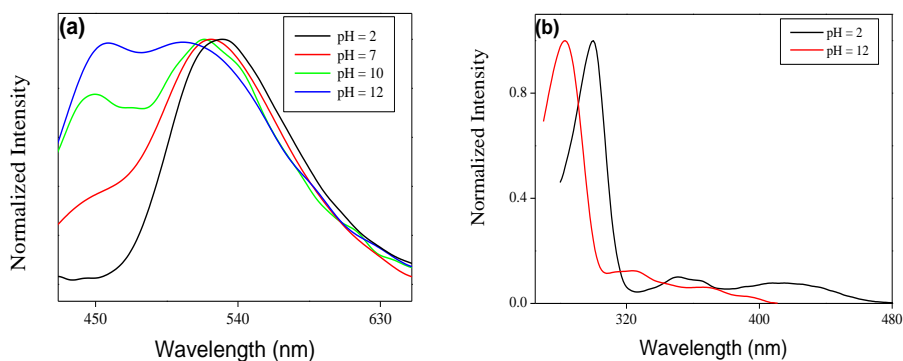 (a)
pH = 2
pH = 7
pH = 10
pH = 12
Normalized Intensity
450
540
630
Wavelength (nm)
(b)
pH = 2
pH = 12
Normalized Intensity
0.8
0.4
0.0
320
400
480
Wavelength (nm)